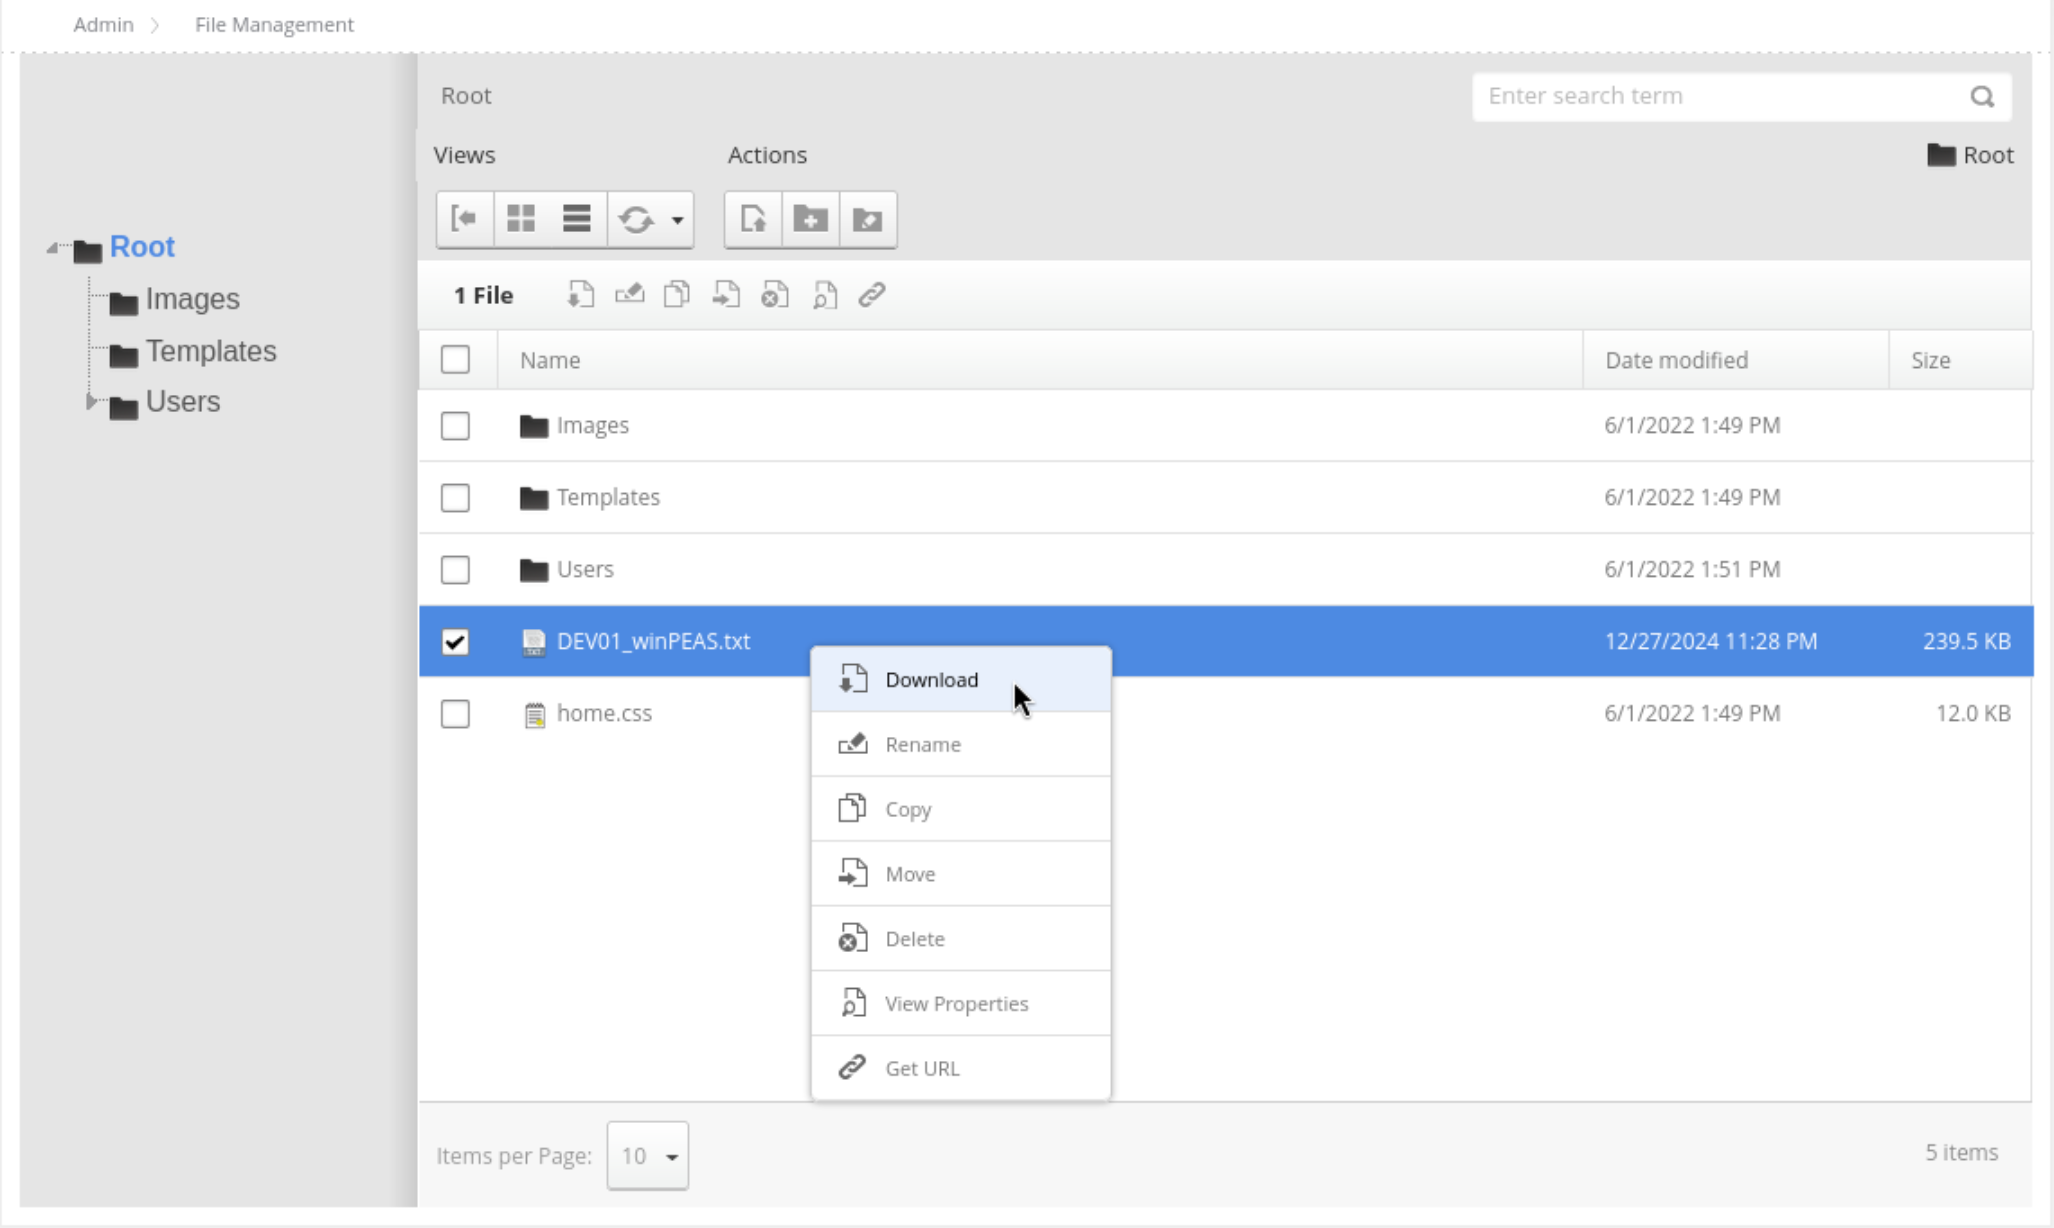 Admin
File Management
Root
Enter search term
Views
Actions
Root
Root
Images
Templates
Users
1 File
Name
Date modified
Size
Images
6/1/2022 1:49 PM
Templates
6/1/2022 1:49 PM
Users
6/1/2022 1:51 PM
DEV01_winPEAS.txt
12/27/2024 11:28 PM
239.5 KB
home.css
6/1/2022 1:49 PM
12.0 KB
Download
Rename
Copy
Move
Delete
View Properties
Get URL
Items per Page:
10
5 items